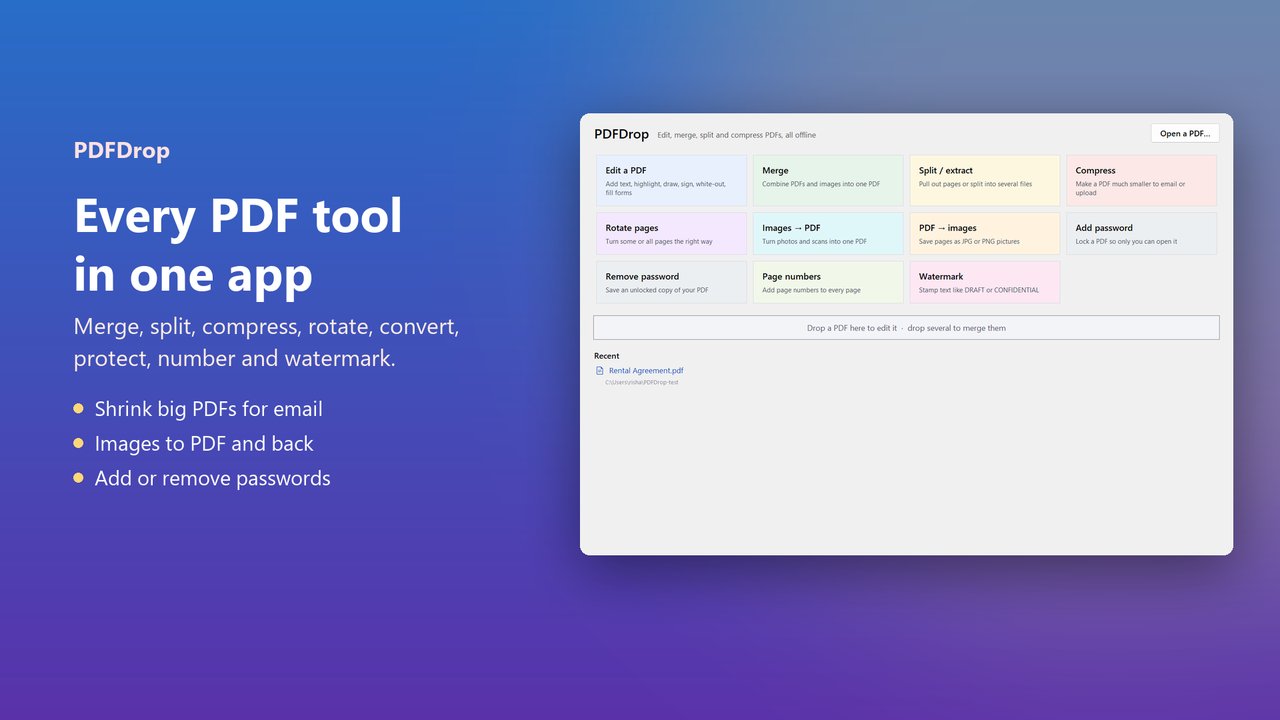 PDFDrop
Every PDF tool
in one app
Merge, split, compress, rotate, convert,
protect, number and watermark.
Shrink big PDFs for email
Images to PDF and back
Add or remove passwords
PDFDrop Edit, merge, split and compress PDFs, all offline
Open a PDF...
Edit a PDF
Add text, highlight, draw, sign, white-out,
fill forms
Merge
Combine PDFs and images into one PDF
Split / extract
Pull out pages or split into several files
Compress
Make a PDF much smaller to email or
upload
Rotate pages
Turn some or all pages the right way
Images → PDF
Turn photos and scans into one PDF
PDF → images
Save pages as JPG or PNG pictures
Add password
Lock a PDF so only you can open it
Remove password
Save an unlocked copy of your PDF
Page numbers
Add page numbers to every page
Watermark
Stamp text like DRAFT or CONFIDENTIAL
Drop a PDF here to edit it · drop several to merge them
Recent
Rental Agreement.pdf
C:\Users\risha\PDFDrop-test